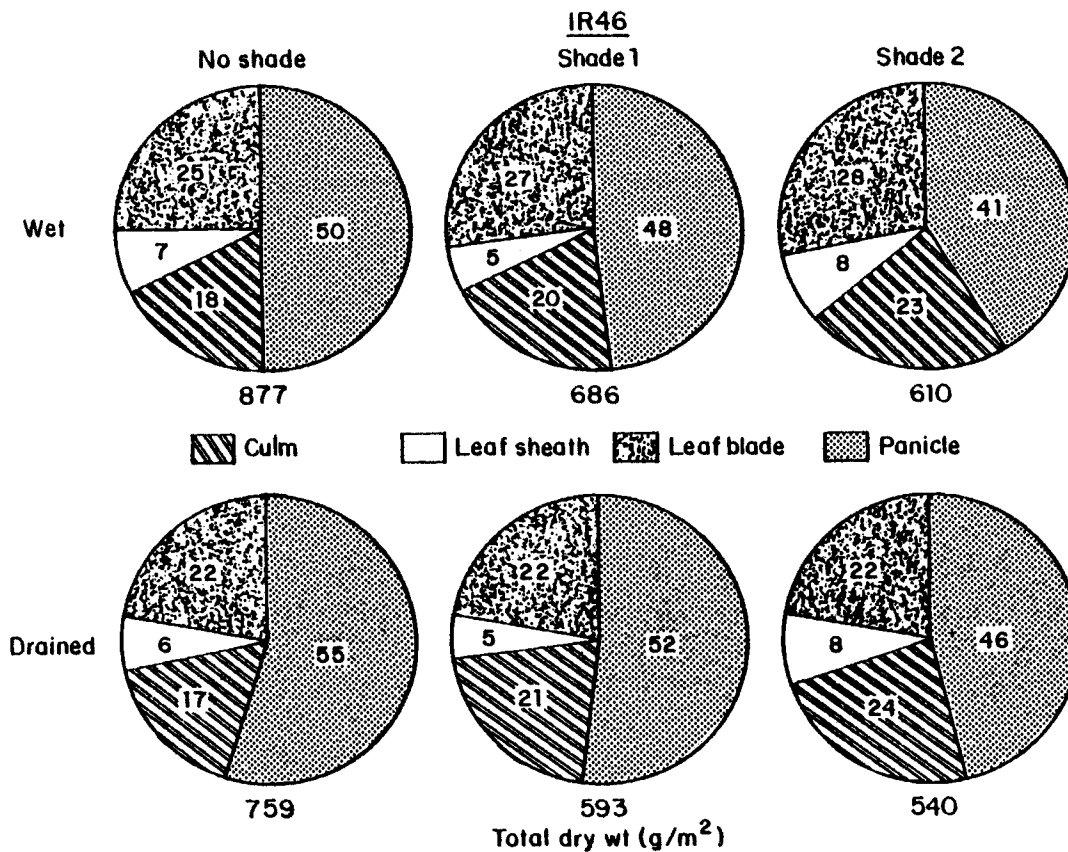 IR46
No shade Shade 1 Shade 2
Wet
25 50 7 18
27 48 5 20
28 41 8 23
877 686 610
Culm Leaf sheath Leaf blade Panicle
Drained
22 55 6 17
22 52 5 21
22 46 8 24
759 593 540
Total dry wt (g/m²)